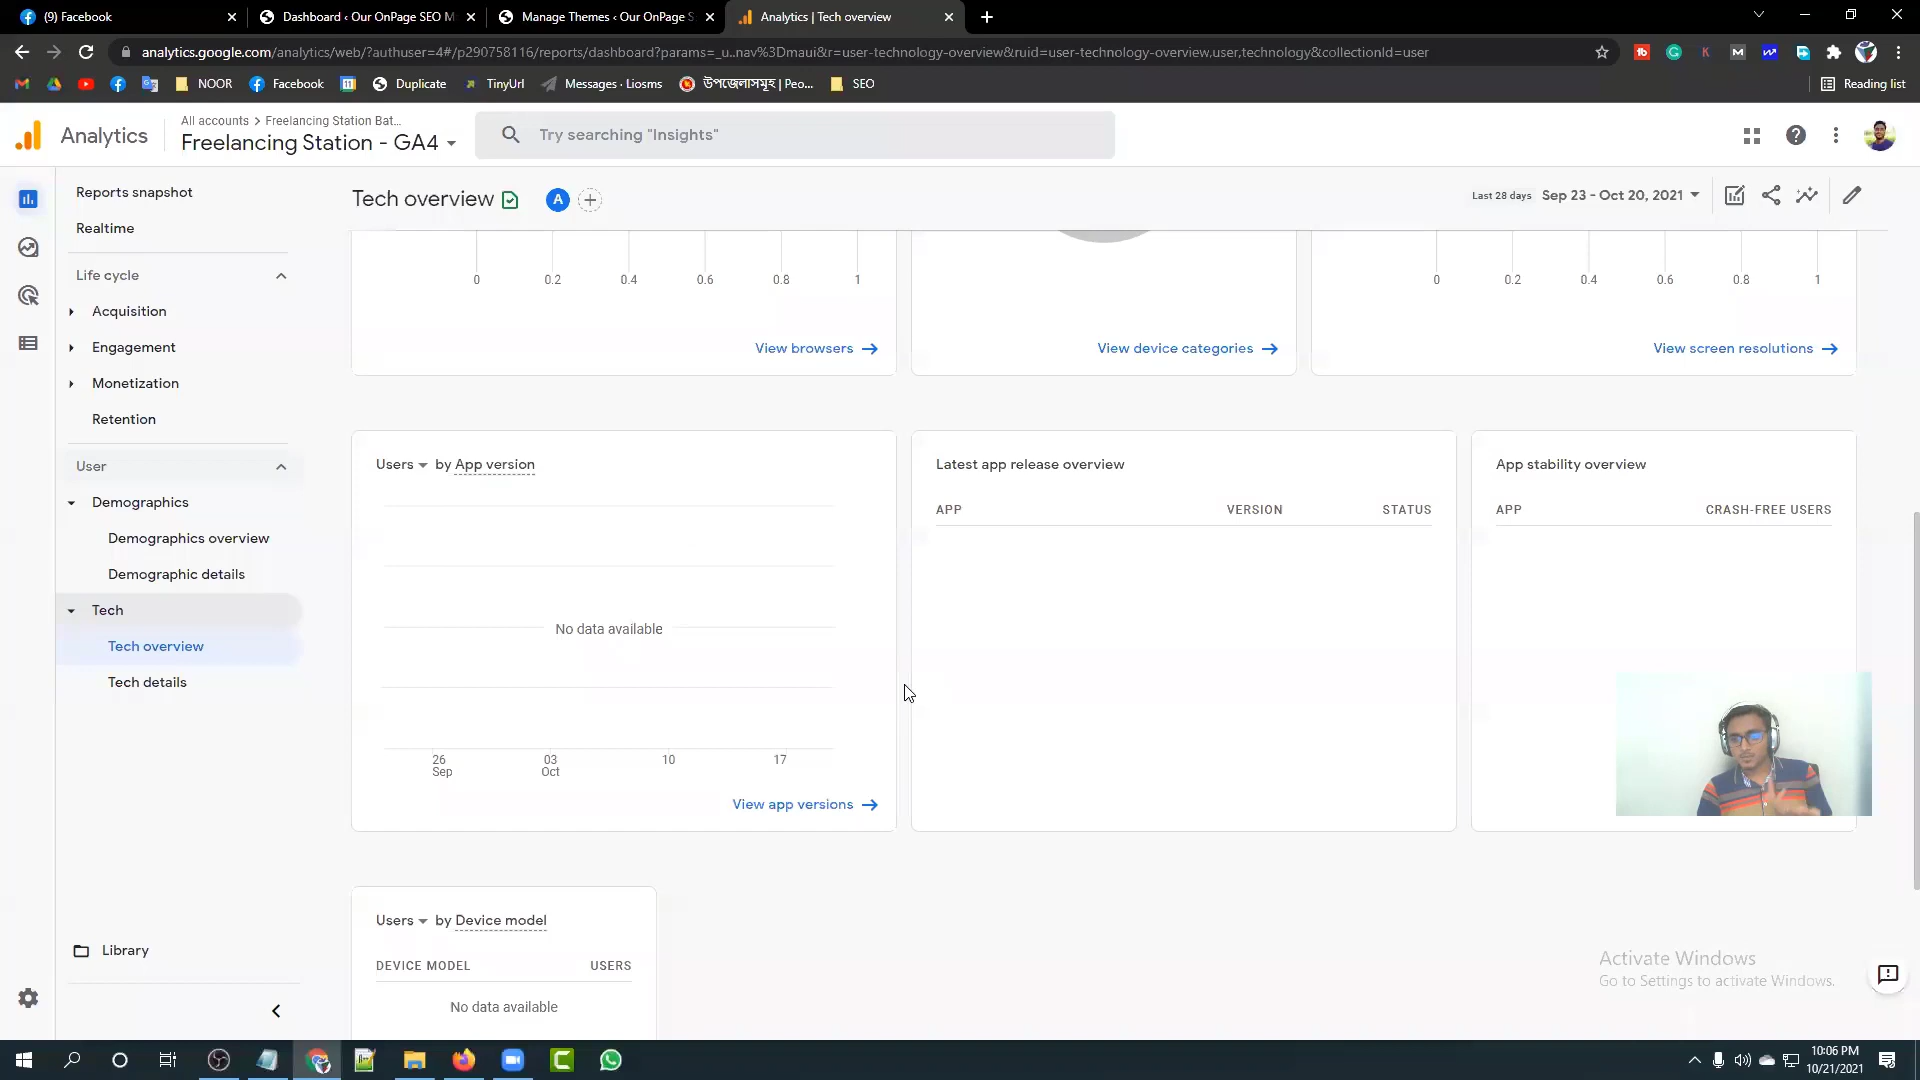 (9) Facebook
Dashboard ‹ Our OnPage SEO M
Manage Themes ‹ Our OnPage S
Analytics | Tech overview
analytics.google.com/analytics/web/?authuser=4#/p290758116/reports/dashboard?params=_u..nav%3Dmaui&r=user-technology-overview&ruid=user-technology-overview,user,technology&collectionId=user
NOOR
Facebook
Duplicate
TinyUrl
Messages · Liosms
উপজেলাসমূহ | Peo...
SEO
Reading list
Analytics
All accounts > Freelancing Station Bat...
Freelancing Station - GA4
Try searching "Insights"
Reports snapshot
Realtime
Life cycle
Acquisition
Engagement
Monetization
Retention
User
Demographics
Demographics overview
Demographic details
Tech
Tech overview
Tech details
Library
Tech overview
A
Last 28 days Sep 23 - Oct 20, 2021
0 0.2 0.4 0.6 0.8 1
0 0.2 0.4 0.6 0.8 1
View browsers
View device categories
View screen resolutions
Users by App version
No data available
26 03 10 17
Sep Oct
View app versions
Latest app release overview
APP VERSION STATUS
App stability overview
APP CRASH-FREE USERS
Users by Device model
DEVICE MODEL USERS
No data available
Activate Windows
Go to Settings to activate Windows.
10:06 PM
10/21/2021